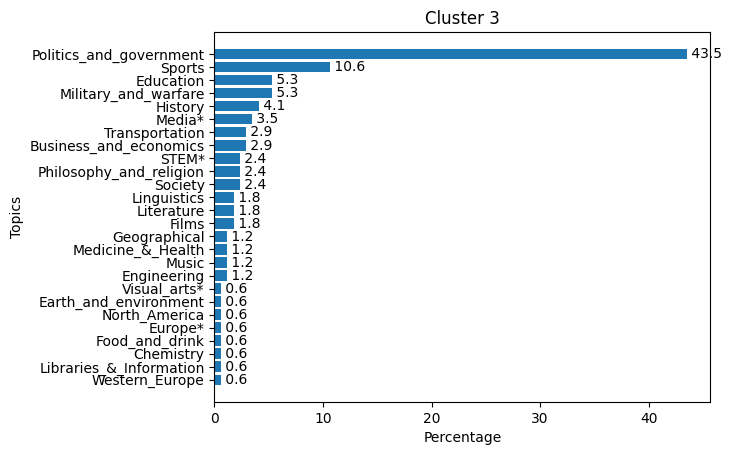 Cluster 3
Politics_and_government 43.5
Sports 10.6
Education 5.3
Military_and_warfare 5.3
History 4.1
Media* 3.5
Transportation 2.9
Business_and_economics 2.9
STEM* 2.4
Philosophy_and_religion 2.4
Society 2.4
Linguistics 1.8
Literature 1.8
Films 1.8
Geographical 1.2
Medicine_&_Health 1.2
Music 1.2
Engineering 1.2
Visual_arts* 0.6
Earth_and_environment 0.6
North_America 0.6
Europe* 0.6
Food_and_drink 0.6
Chemistry 0.6
Libraries_&_Information 0.6
Western_Europe 0.6
Topics
0 10 20 30 40
Percentage